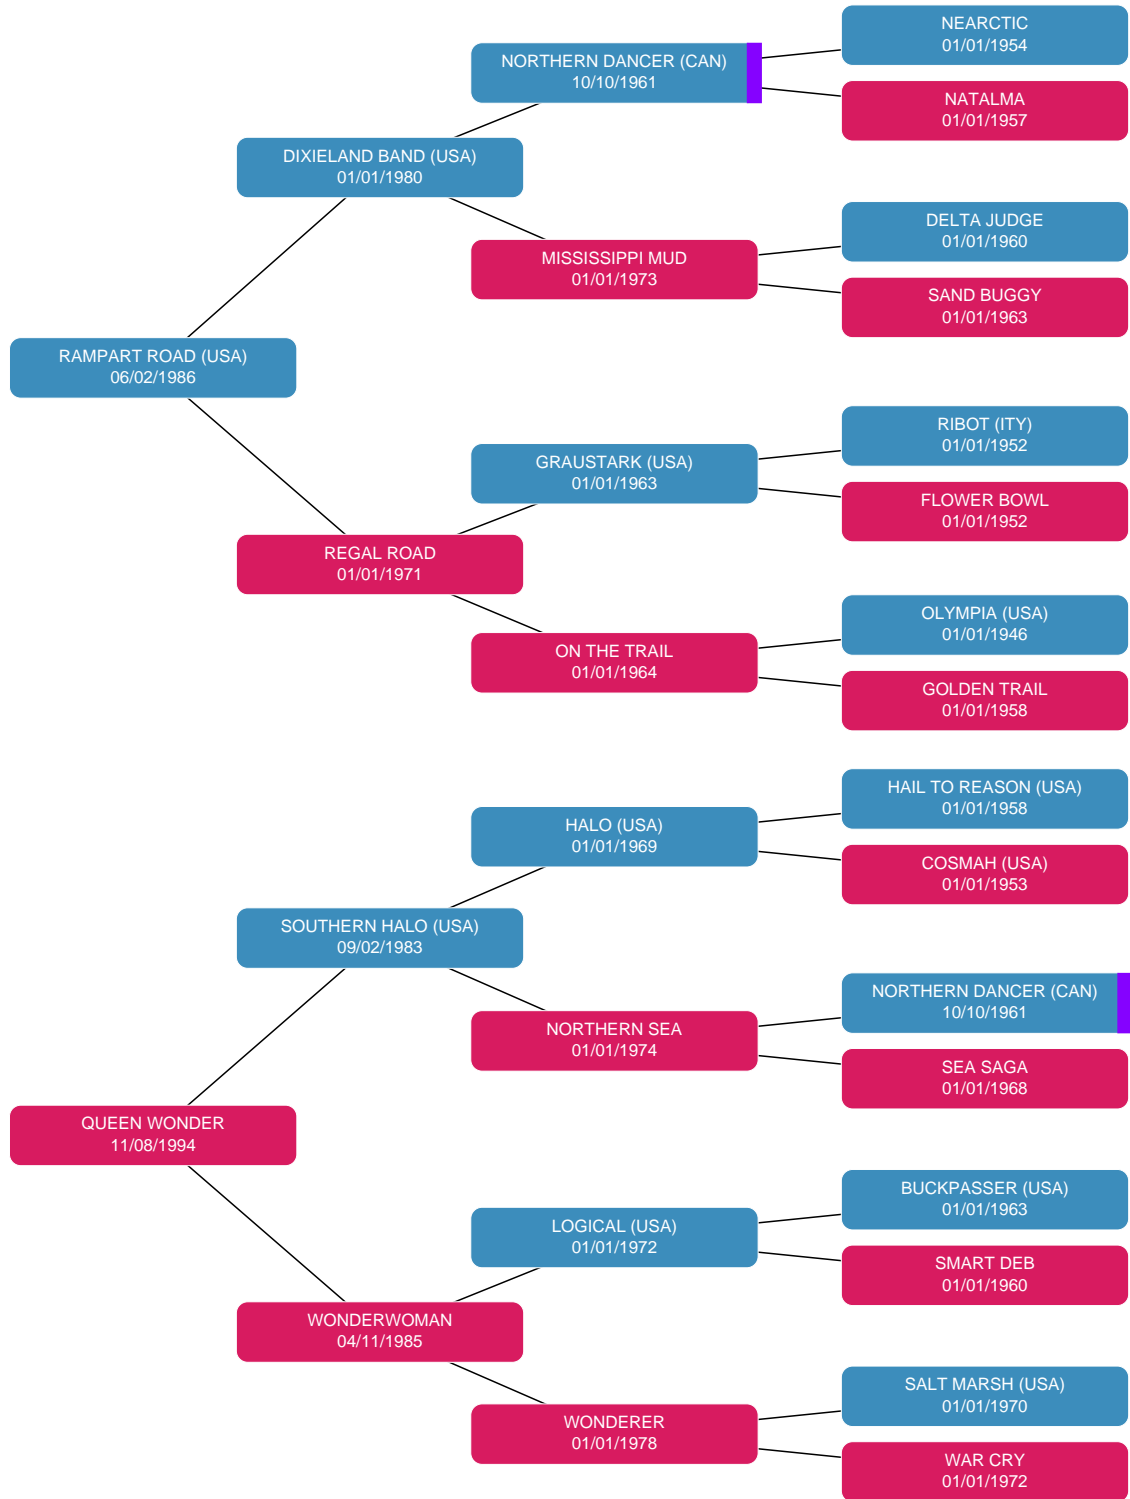 NEARCTIC
01/01/1954
NORTHERN DANCER (CAN)
10/10/1961
NATALMA
01/01/1957
DIXIELAND BAND (USA)
01/01/1980
DELTA JUDGE
01/01/1960
MISSISSIPPI MUD
01/01/1973
SAND BUGGY
01/01/1963
RAMPART ROAD (USA)
06/02/1986
RIBOT (ITY)
01/01/1952
GRAUSTARK (USA)
01/01/1963
FLOWER BOWL
01/01/1952
REGAL ROAD
01/01/1971
OLYMPIA (USA)
01/01/1946
ON THE TRAIL
01/01/1964
GOLDEN TRAIL
01/01/1958
HAIL TO REASON (USA)
01/01/1958
HALO (USA)
01/01/1969
COSMAH (USA)
01/01/1953
SOUTHERN HALO (USA)
09/02/1983
NORTHERN DANCER (CAN)
10/10/1961
NORTHERN SEA
01/01/1974
SEA SAGA
01/01/1968
QUEEN WONDER
11/08/1994
BUCKPASSER (USA)
01/01/1963
LOGICAL (USA)
01/01/1972
SMART DEB
01/01/1960
WONDERWOMAN
04/11/1985
SALT MARSH (USA)
01/01/1970
WONDERER
01/01/1978
WAR CRY
01/01/1972